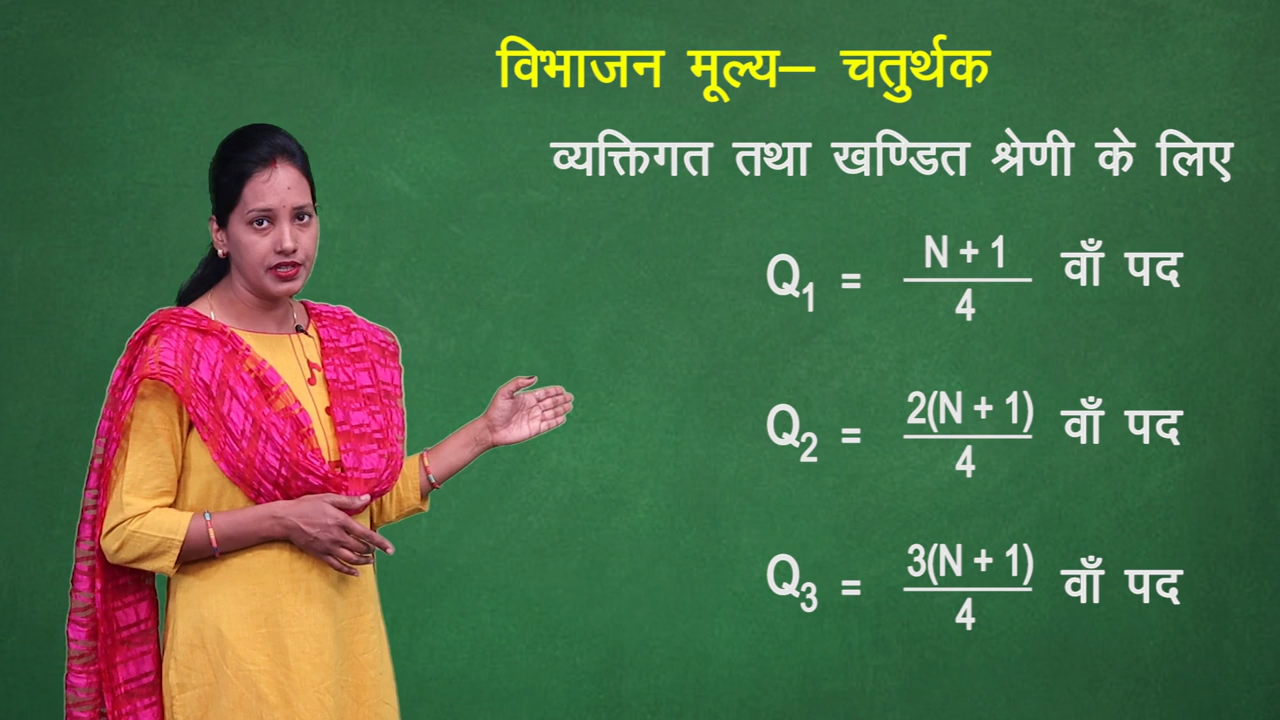 विभाजन मूल्य– चतुर्थक
व्यक्तिगत तथा खण्डित श्रेणी के लिए
Q₁ = (N + 1)/4 वाँ पद
Q₂ = 2(N + 1)/4 वाँ पद
Q₃ = 3(N + 1)/4 वाँ पद